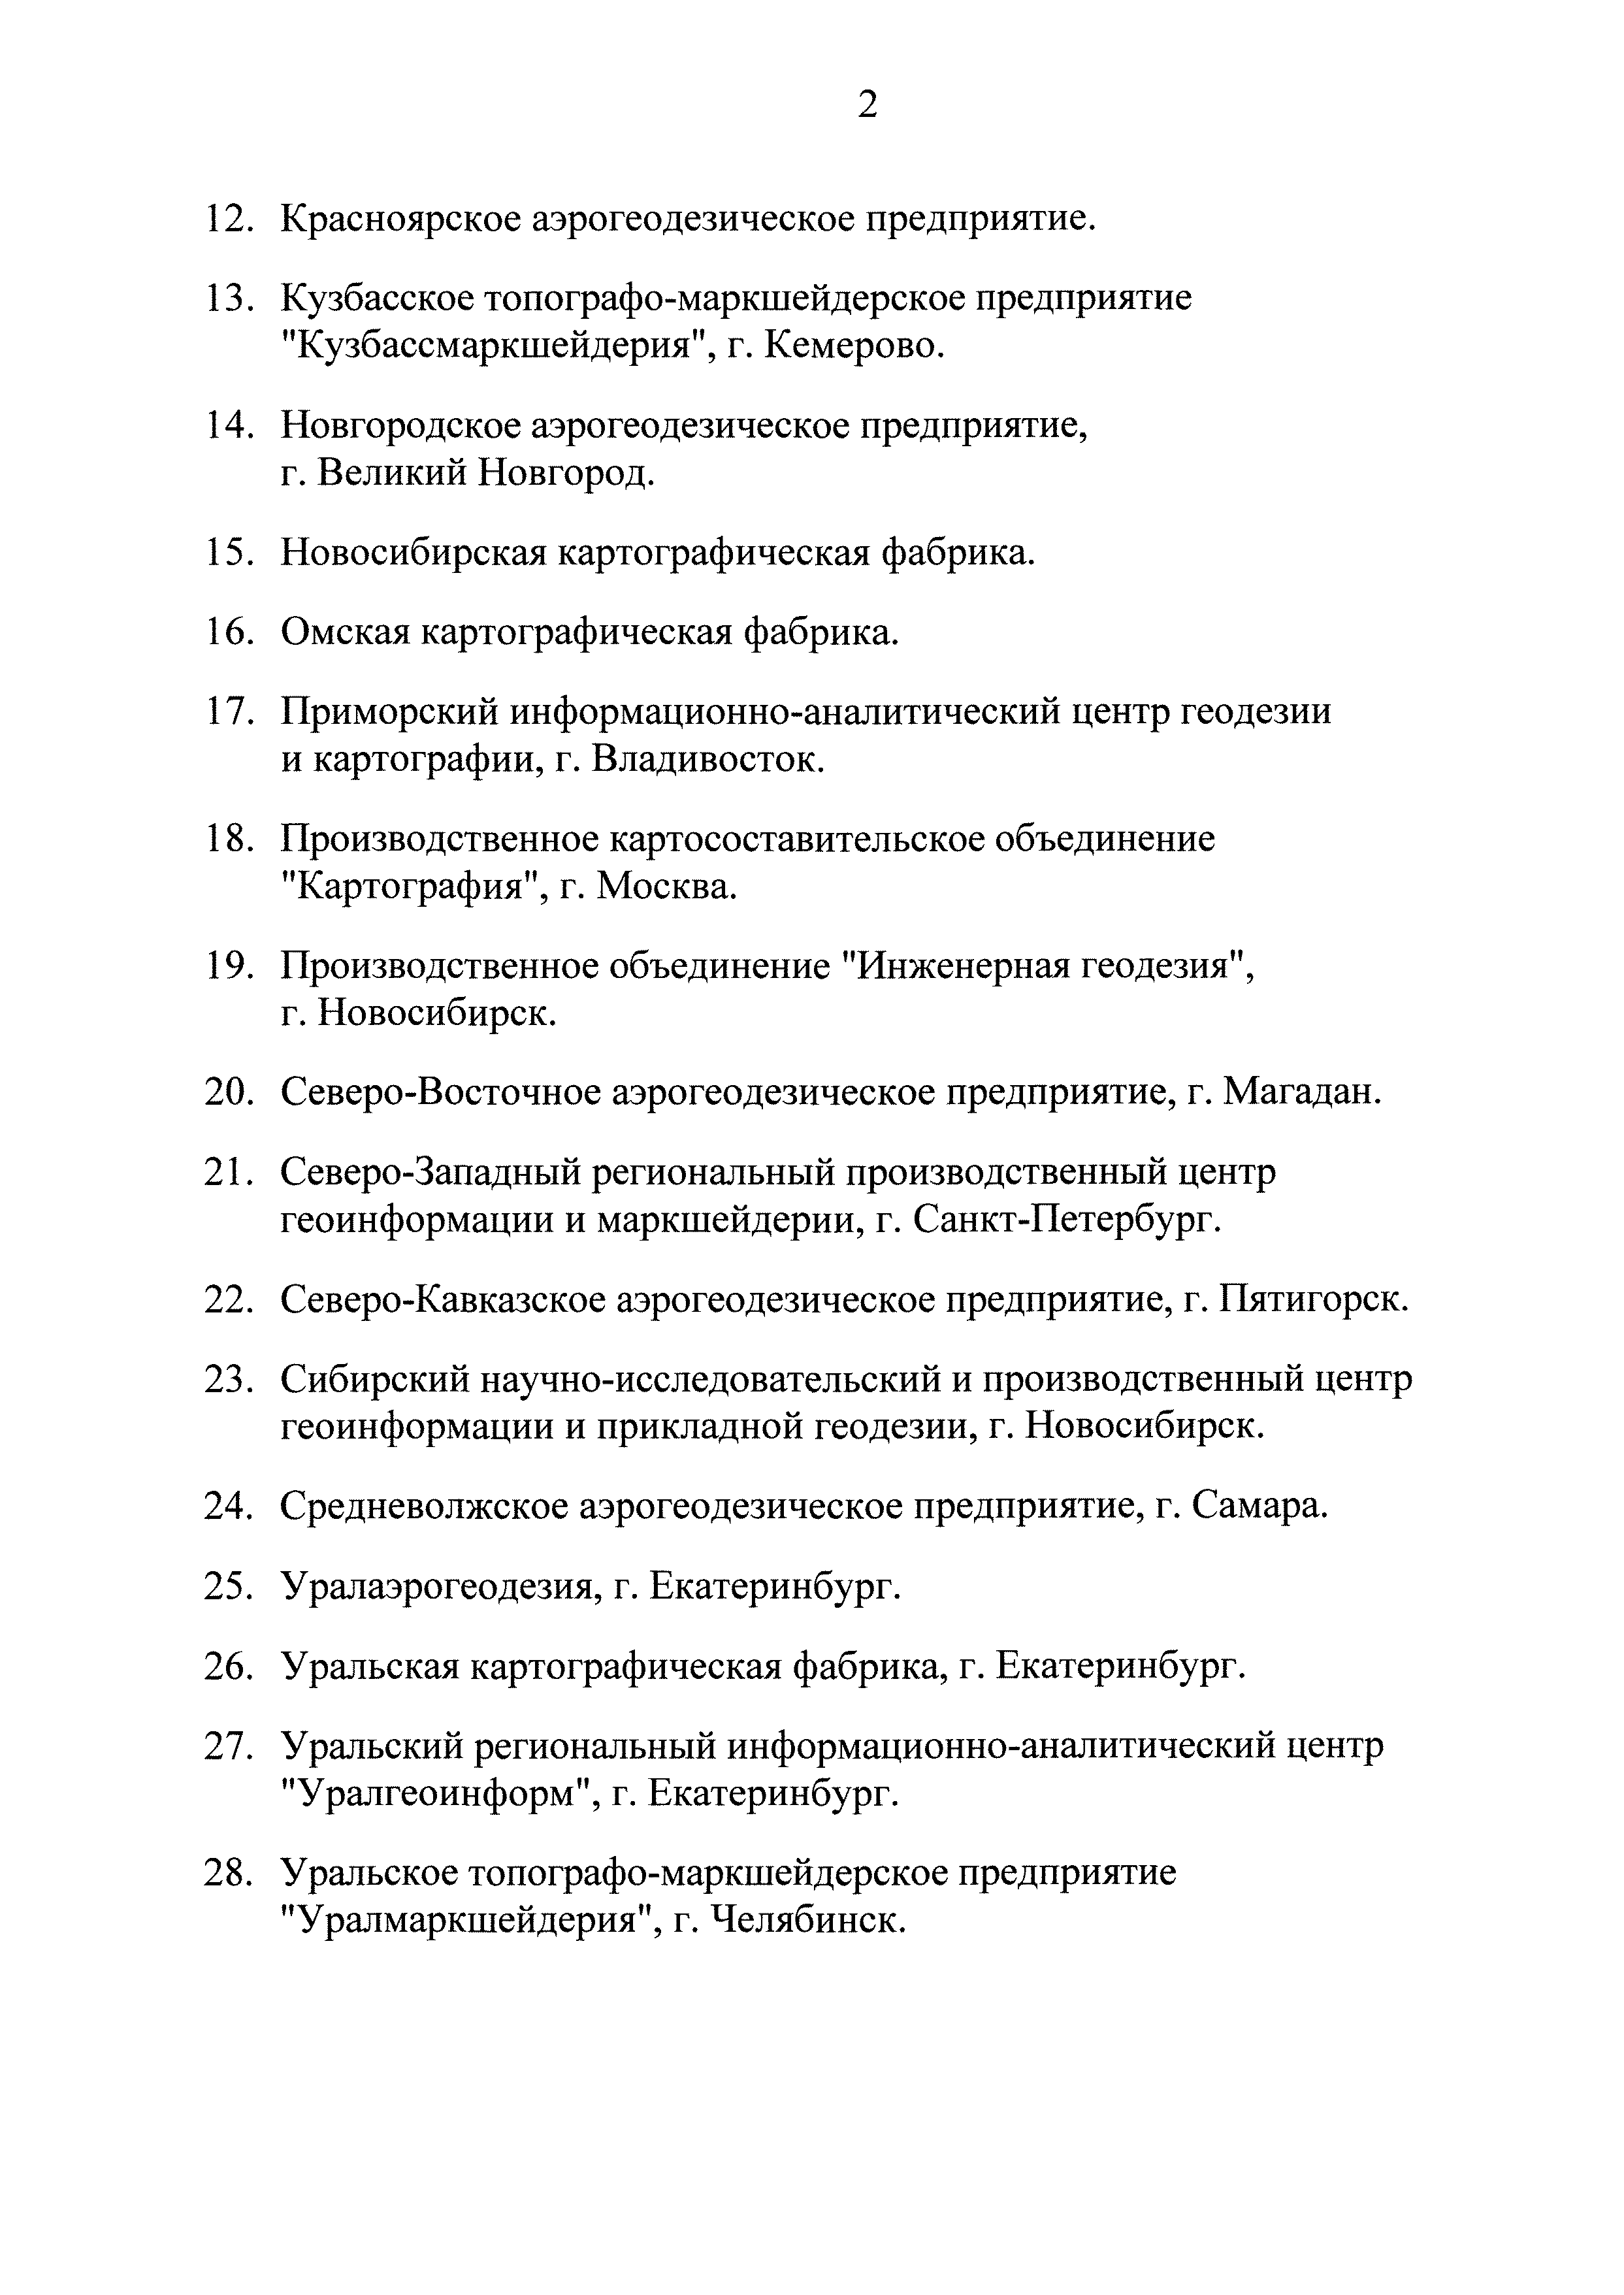 2
12. Красноярское аэрогеодезическое предприятие.
13. Кузбасское топографо-маркшейдерское предприятие
"Кузбассмаркшейдерия", г. Кемерово.
14. Новгородское аэрогеодезическое предприятие,
г. Великий Новгород.
15. Новосибирская картографическая фабрика.
16. Омская картографическая фабрика.
17. Приморский информационно-аналитический центр геодезии
и картографии, г. Владивосток.
18. Производственное картосоставительское объединение
"Картография", г. Москва.
19. Производственное объединение "Инженерная геодезия",
г. Новосибирск.
20. Северо-Восточное аэрогеодезическое предприятие, г. Магадан.
21. Северо-Западный региональный производственный центр
геоинформации и маркшейдерии, г. Санкт-Петербург.
22. Северо-Кавказское аэрогеодезическое предприятие, г. Пятигорск.
23. Сибирский научно-исследовательский и производственный центр
геоинформации и прикладной геодезии, г. Новосибирск.
24. Средневолжское аэрогеодезическое предприятие, г. Самара.
25. Уралаэрогеодезия, г. Екатеринбург.
26. Уральская картографическая фабрика, г. Екатеринбург.
27. Уральский региональный информационно-аналитический центр
"Уралгеоинформ", г. Екатеринбург.
28. Уральское топографо-маркшейдерское предприятие
"Уралмаркшейдерия", г. Челябинск.